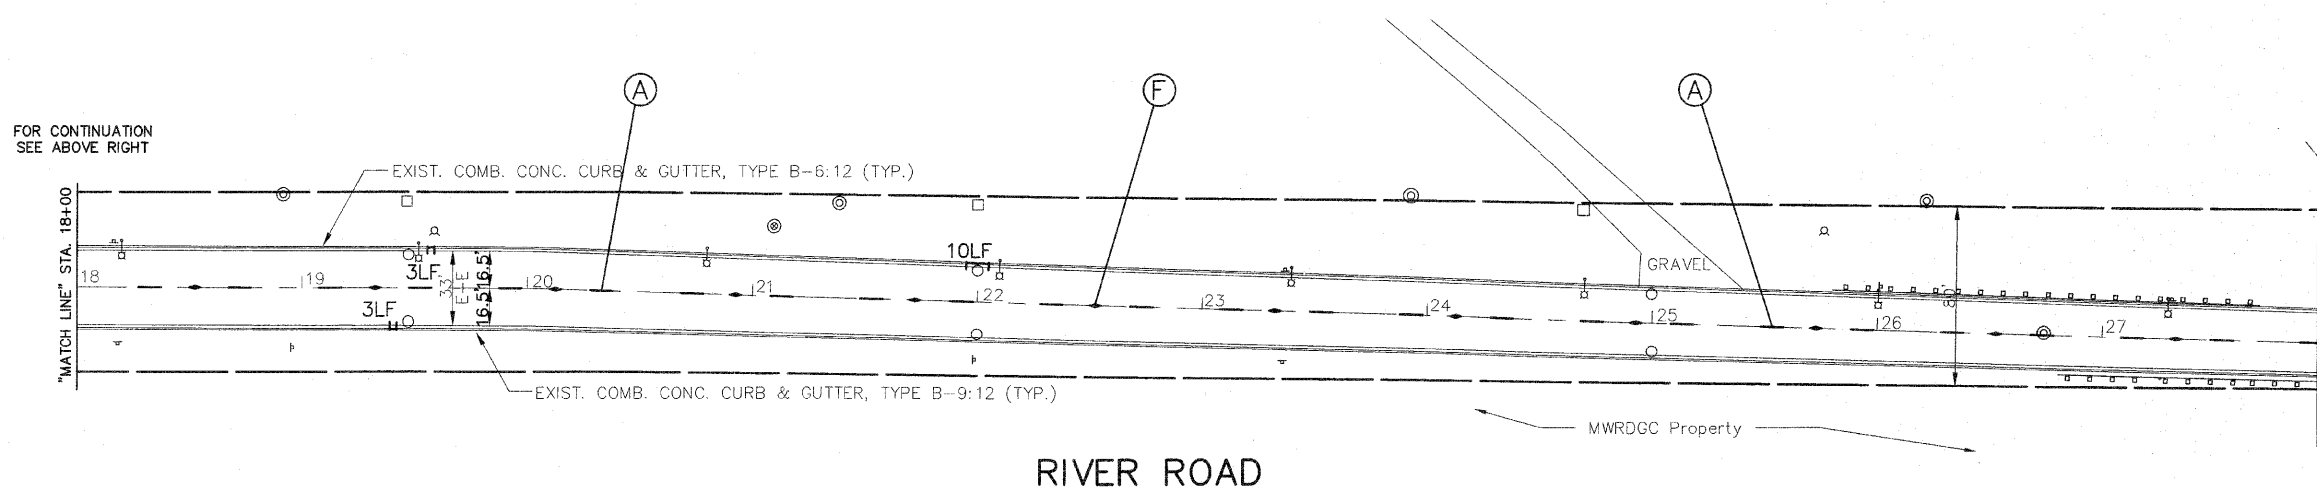 A
F
A
FOR CONTINUATION
SEE ABOVE RIGHT
EXIST. COMB. CONC. CURB & GUTTER, TYPE B-6:12 (TYP.)
"MATCH LINE" STA. 18+00
3LF
10LF
GRAVEL
18
19
20
21
22
23
24
25
26
27
33'
E-E
16.5'
16.5'
3LF
80
EXIST. COMB. CONC. CURB & GUTTER, TYPE B-9:12 (TYP.)
MWRDGC Property
RIVER ROAD